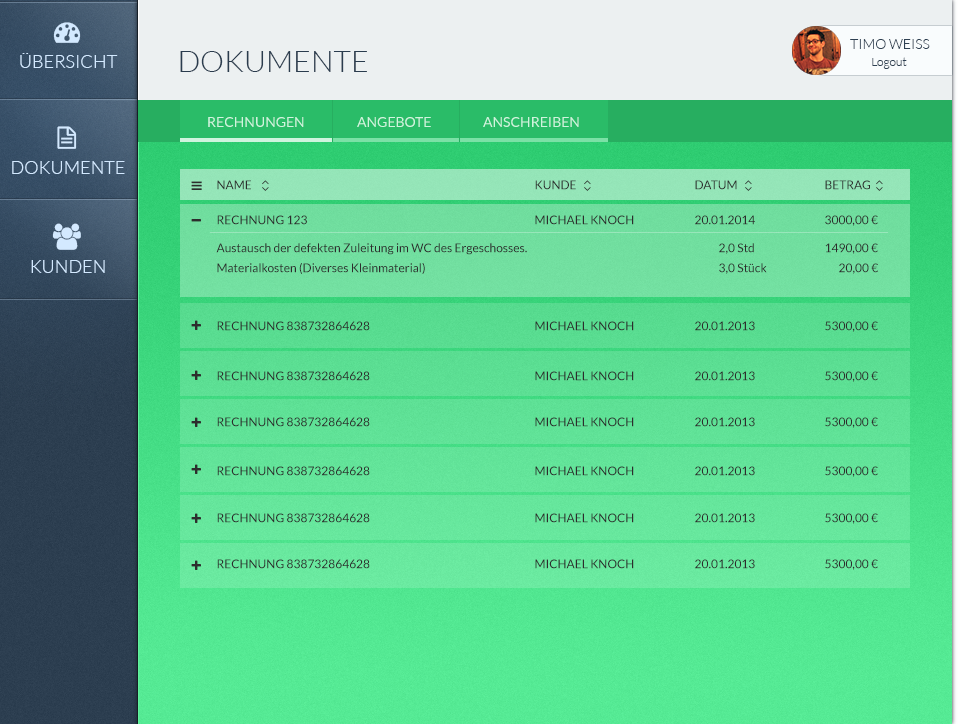 ÜBERSICHT
DOKUMENTE
KUNDEN
DOKUMENTE
TIMO WEISS
Logout
RECHNUNGEN ANGEBOTE ANSCHREIBEN
NAME KUNDE DATUM BETRAG
RECHNUNG 123 MICHAEL KNOCH 20.01.2014 3000,00 €
Austausch der defekten Zuleitung im WC des Ergeschosses. 2,0 Std 1490,00 €
Materialkosten (Diverses Kleinmaterial) 3,0 Stück 20,00 €
RECHNUNG 838732864628 MICHAEL KNOCH 20.01.2013 5300,00 €
RECHNUNG 838732864628 MICHAEL KNOCH 20.01.2013 5300,00 €
RECHNUNG 838732864628 MICHAEL KNOCH 20.01.2013 5300,00 €
RECHNUNG 838732864628 MICHAEL KNOCH 20.01.2013 5300,00 €
RECHNUNG 838732864628 MICHAEL KNOCH 20.01.2013 5300,00 €
RECHNUNG 838732864628 MICHAEL KNOCH 20.01.2013 5300,00 €